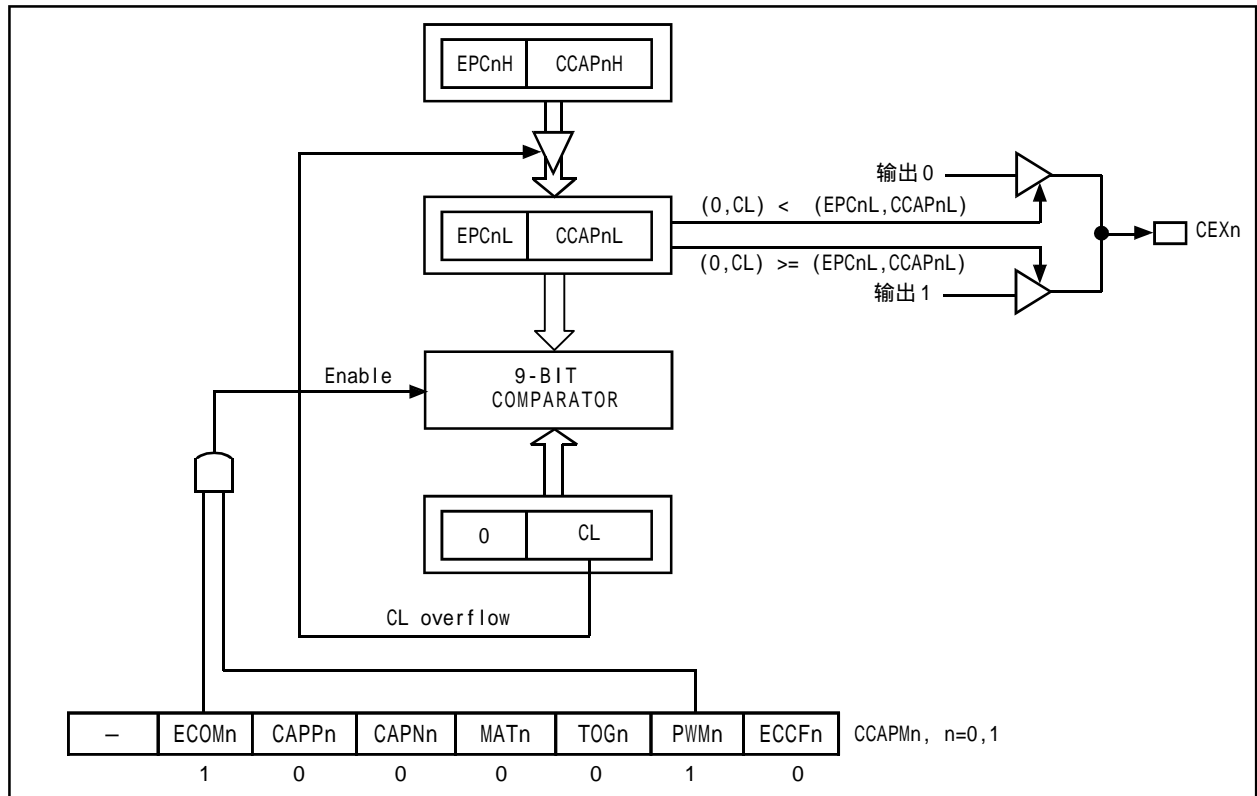 EPCnH CCAPnH
输出0
(0,CL) < (EPCnL,CCAPnL)
EPCnL CCAPnL
CEXn
(0,CL) >= (EPCnL,CCAPnL)
输出1
Enable
9-BIT
COMPARATOR
0 CL
CL overflow
– ECOMn CAPPn CAPNn MATn TOGn PWMn ECCFn CCAPMn, n=0,1
1 0 0 0 0 1 0